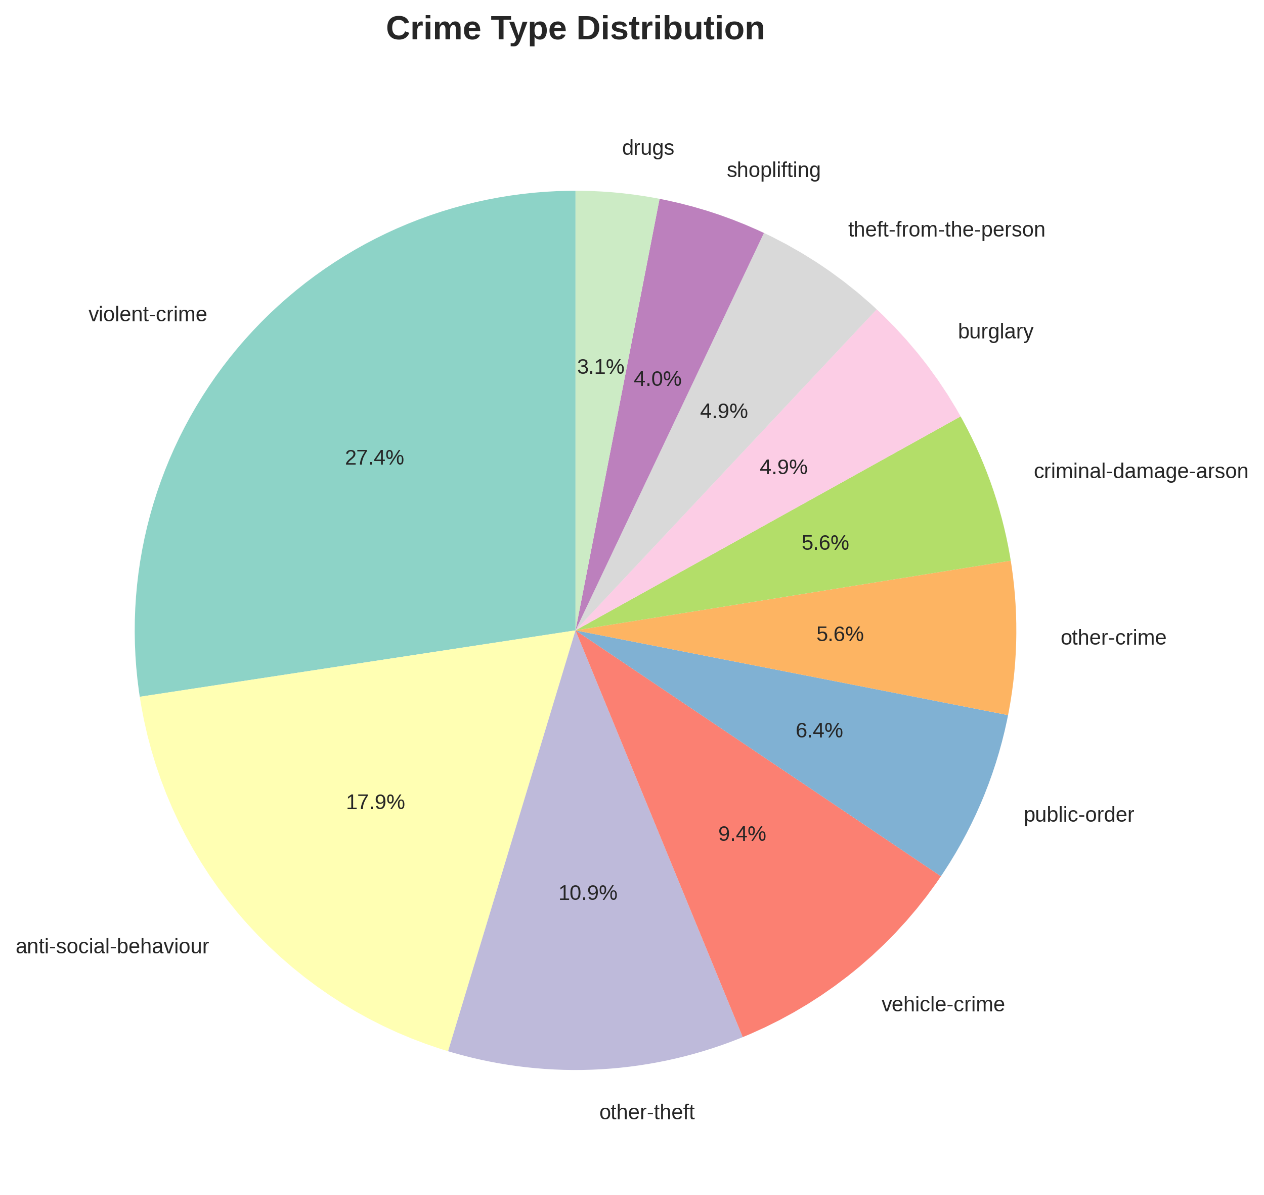 Crime Type Distribution
drugs
shoplifting
theft-from-the-person
violent-crime
burglary
3.1%
4.0%
4.9%
27.4%
4.9%
criminal-damage-arson
5.6%
5.6%
other-crime
6.4%
17.9%
public-order
9.4%
10.9%
anti-social-behaviour
vehicle-crime
other-theft